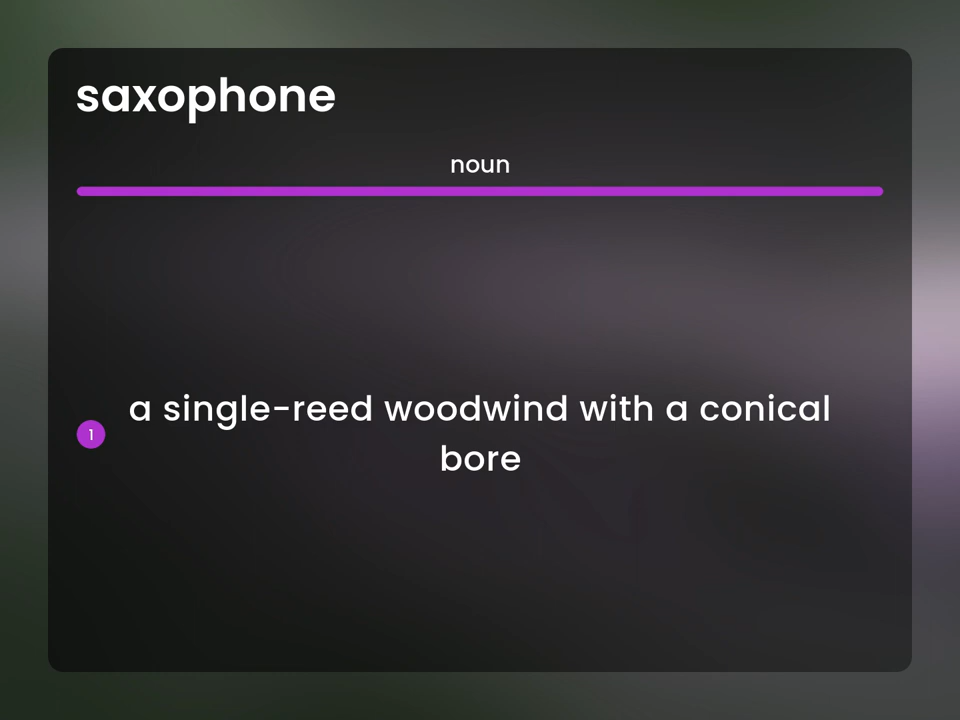 saxophone
noun
1
a single-reed woodwind with a conical
bore